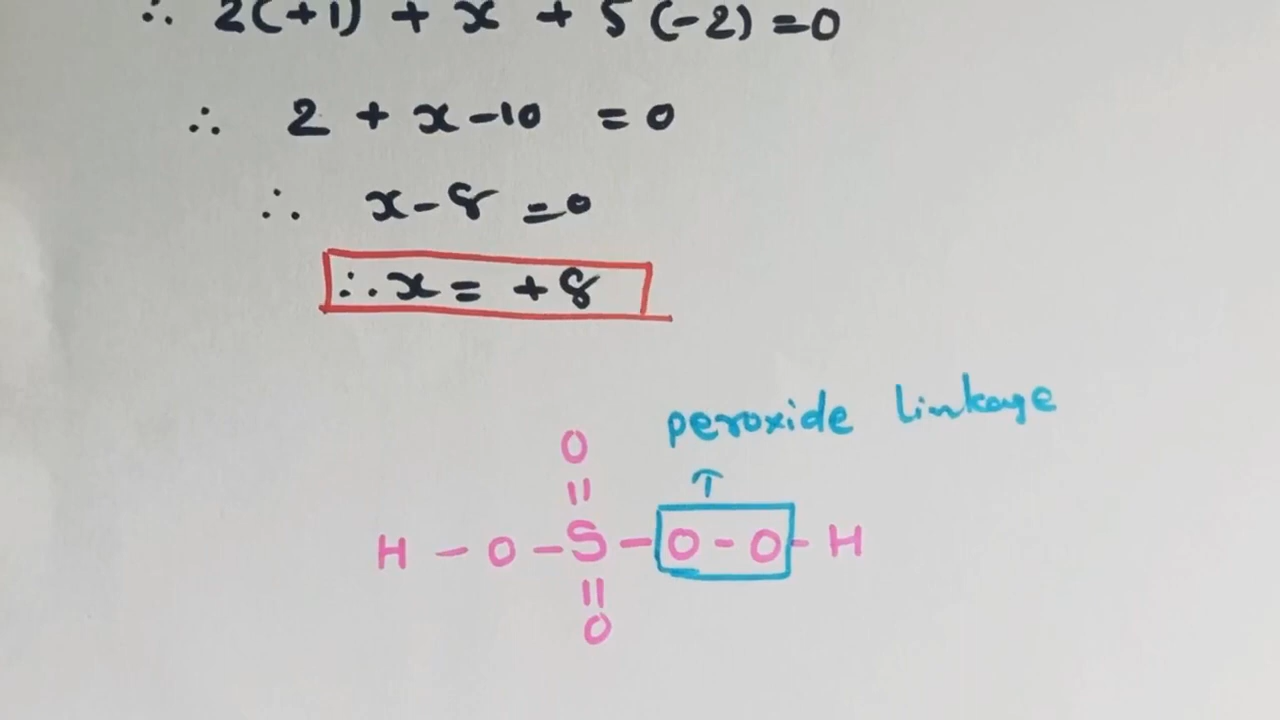 ∴ 2(+1) + x + 5(-2) = 0
∴ 2 + x - 10 = 0
∴ x - 8 = 0
∴ x = + 8
peroxide linkage
↑
O
||
H - O - S - O - O - H
||
O